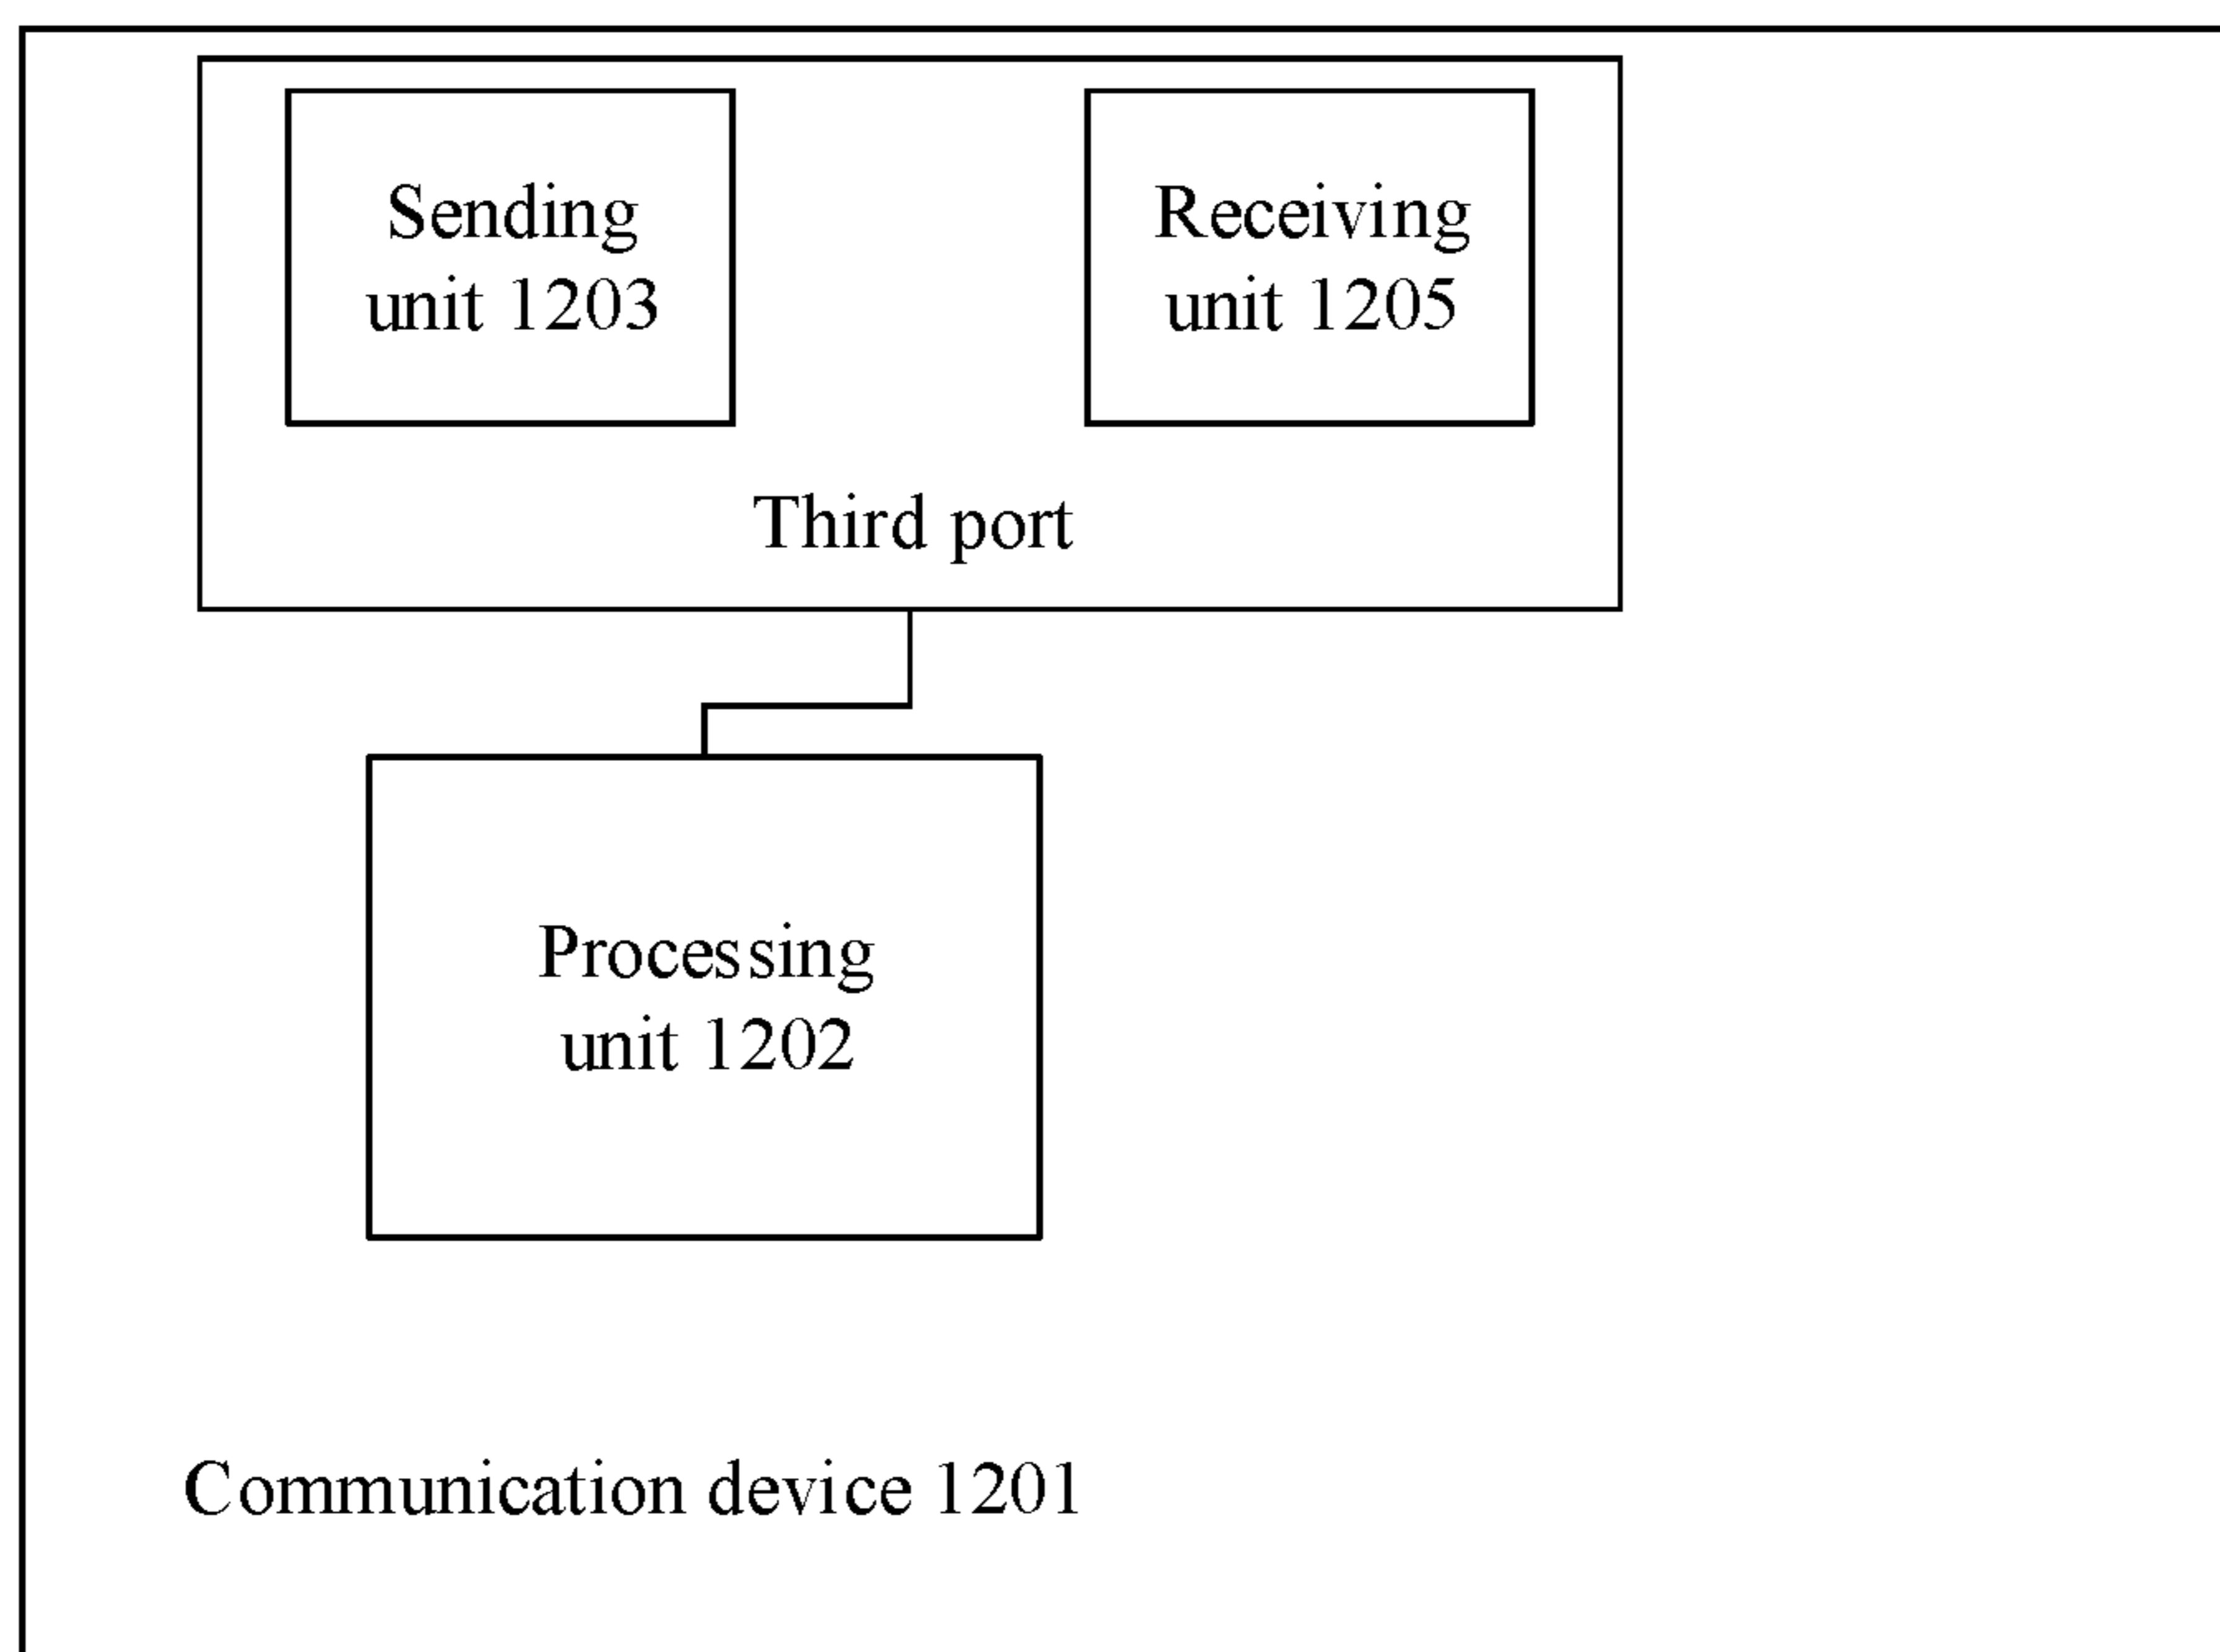 Sending
unit 1203
Receiving
unit 1205
Third port
Processing
unit 1202
Communication device 1201